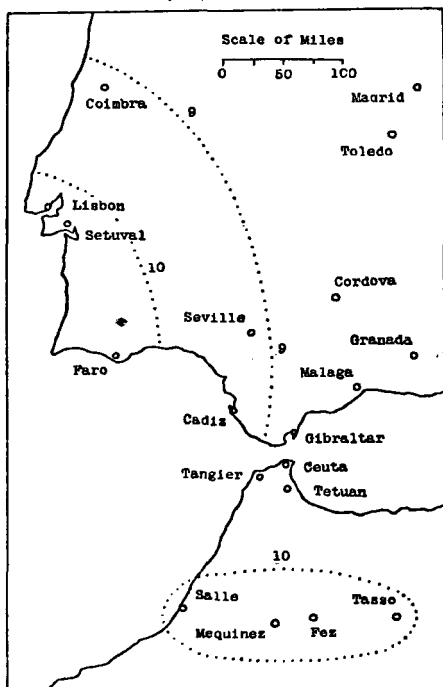 Scale of Miles
0 50 100
Coimbra
9
Madrid
Toledo
Lisbon
Setuval
10
Cordova
Seville
9
Granada
Faro
Malaga
Cadiz
Gibraltar
Ceuta
Tangier
Tetuan
10
Salle
Tasso
Mequinez
Fez